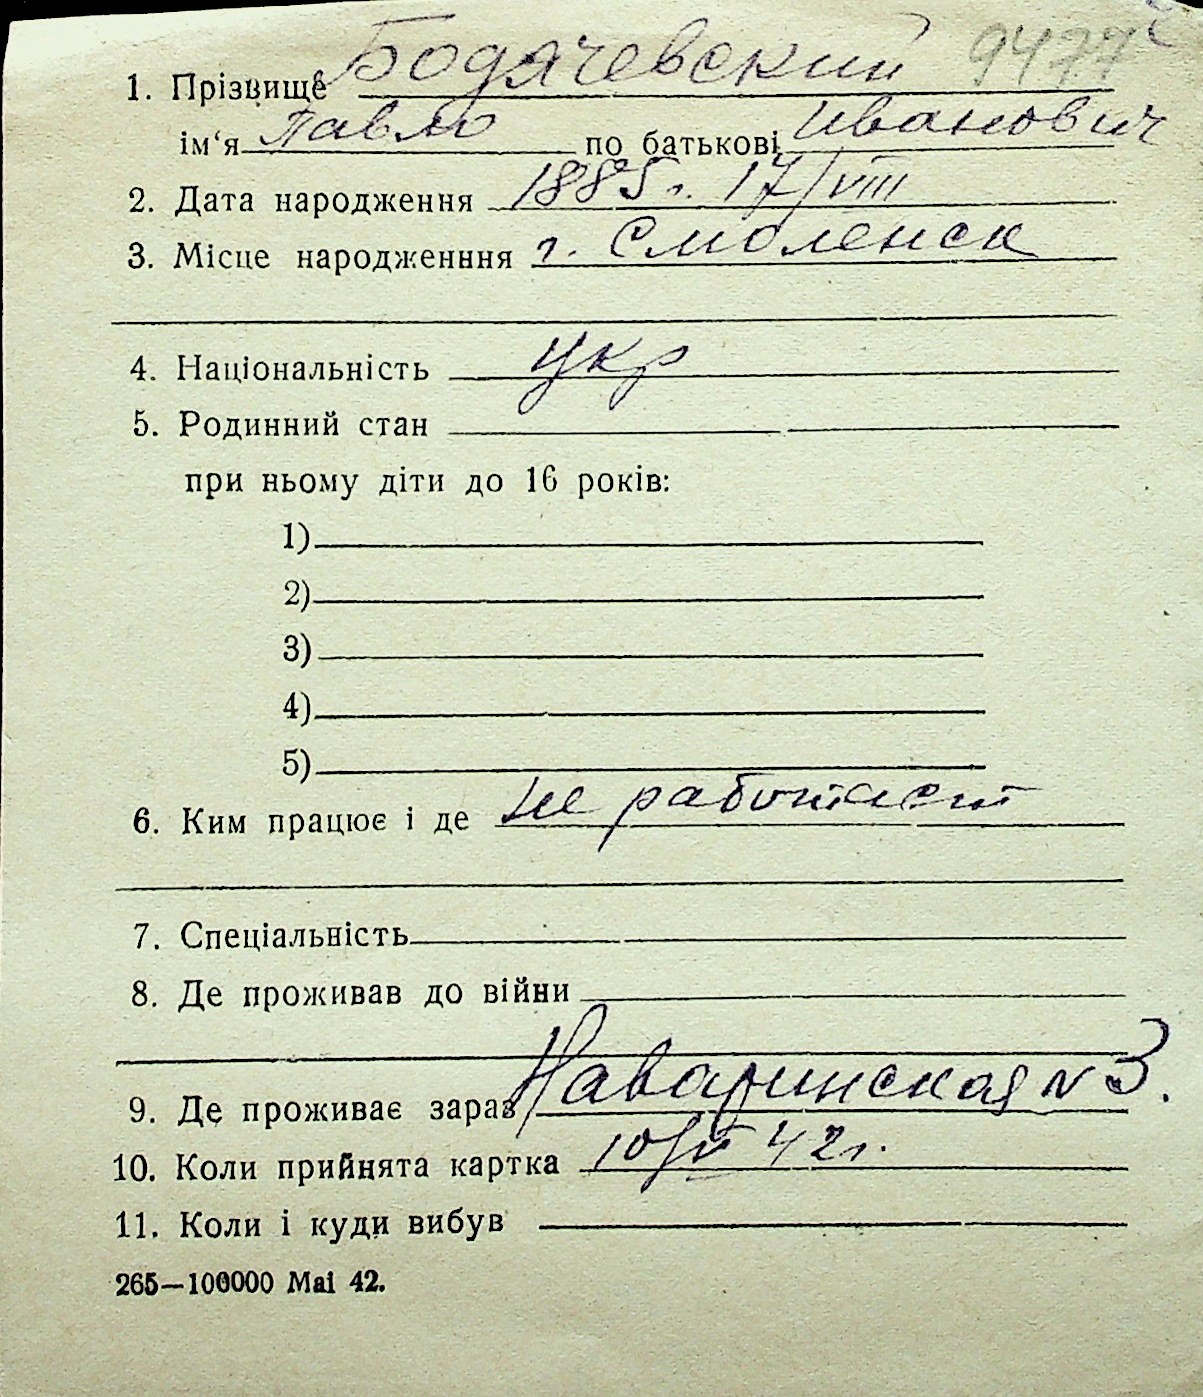 9477
1. Прізвище Бодячевский
ім'я Павло по батькові Иванович
2. Дата народження 1885 г. 17/VIII
3. Місце народженння г. Смоленск
4. Національність Укр
5. Родинний стан
при ньому діти до 16 років:
1)
2)
3)
4)
5)
6. Ким працює і де не работает
7. Спеціальність
8. Де проживав до війни
9. Де проживає зараз Наваринская № 3.
10. Коли прийнята картка 42 г.
11. Коли і куди вибув
265—100000 Mai 42.